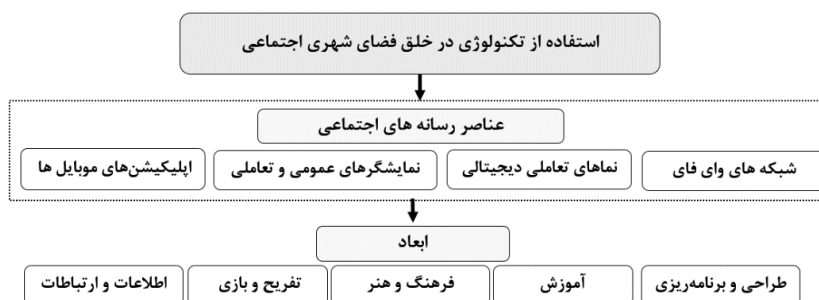 استفاده از تکنولوژی در خلق فضای شهری اجتماعی
عناصر رسانه های اجتماعی
شبکه های وای فای
نماهای تعاملی دیجیتالی
نمایشگرهای عمومی و تعاملی
اپلیکیشن‌های موبایل ها
ابعاد
طراحی و برنامه‌ریزی
آموزش
فرهنگ و هنر
تفریح و بازی
اطلاعات و ارتباطات